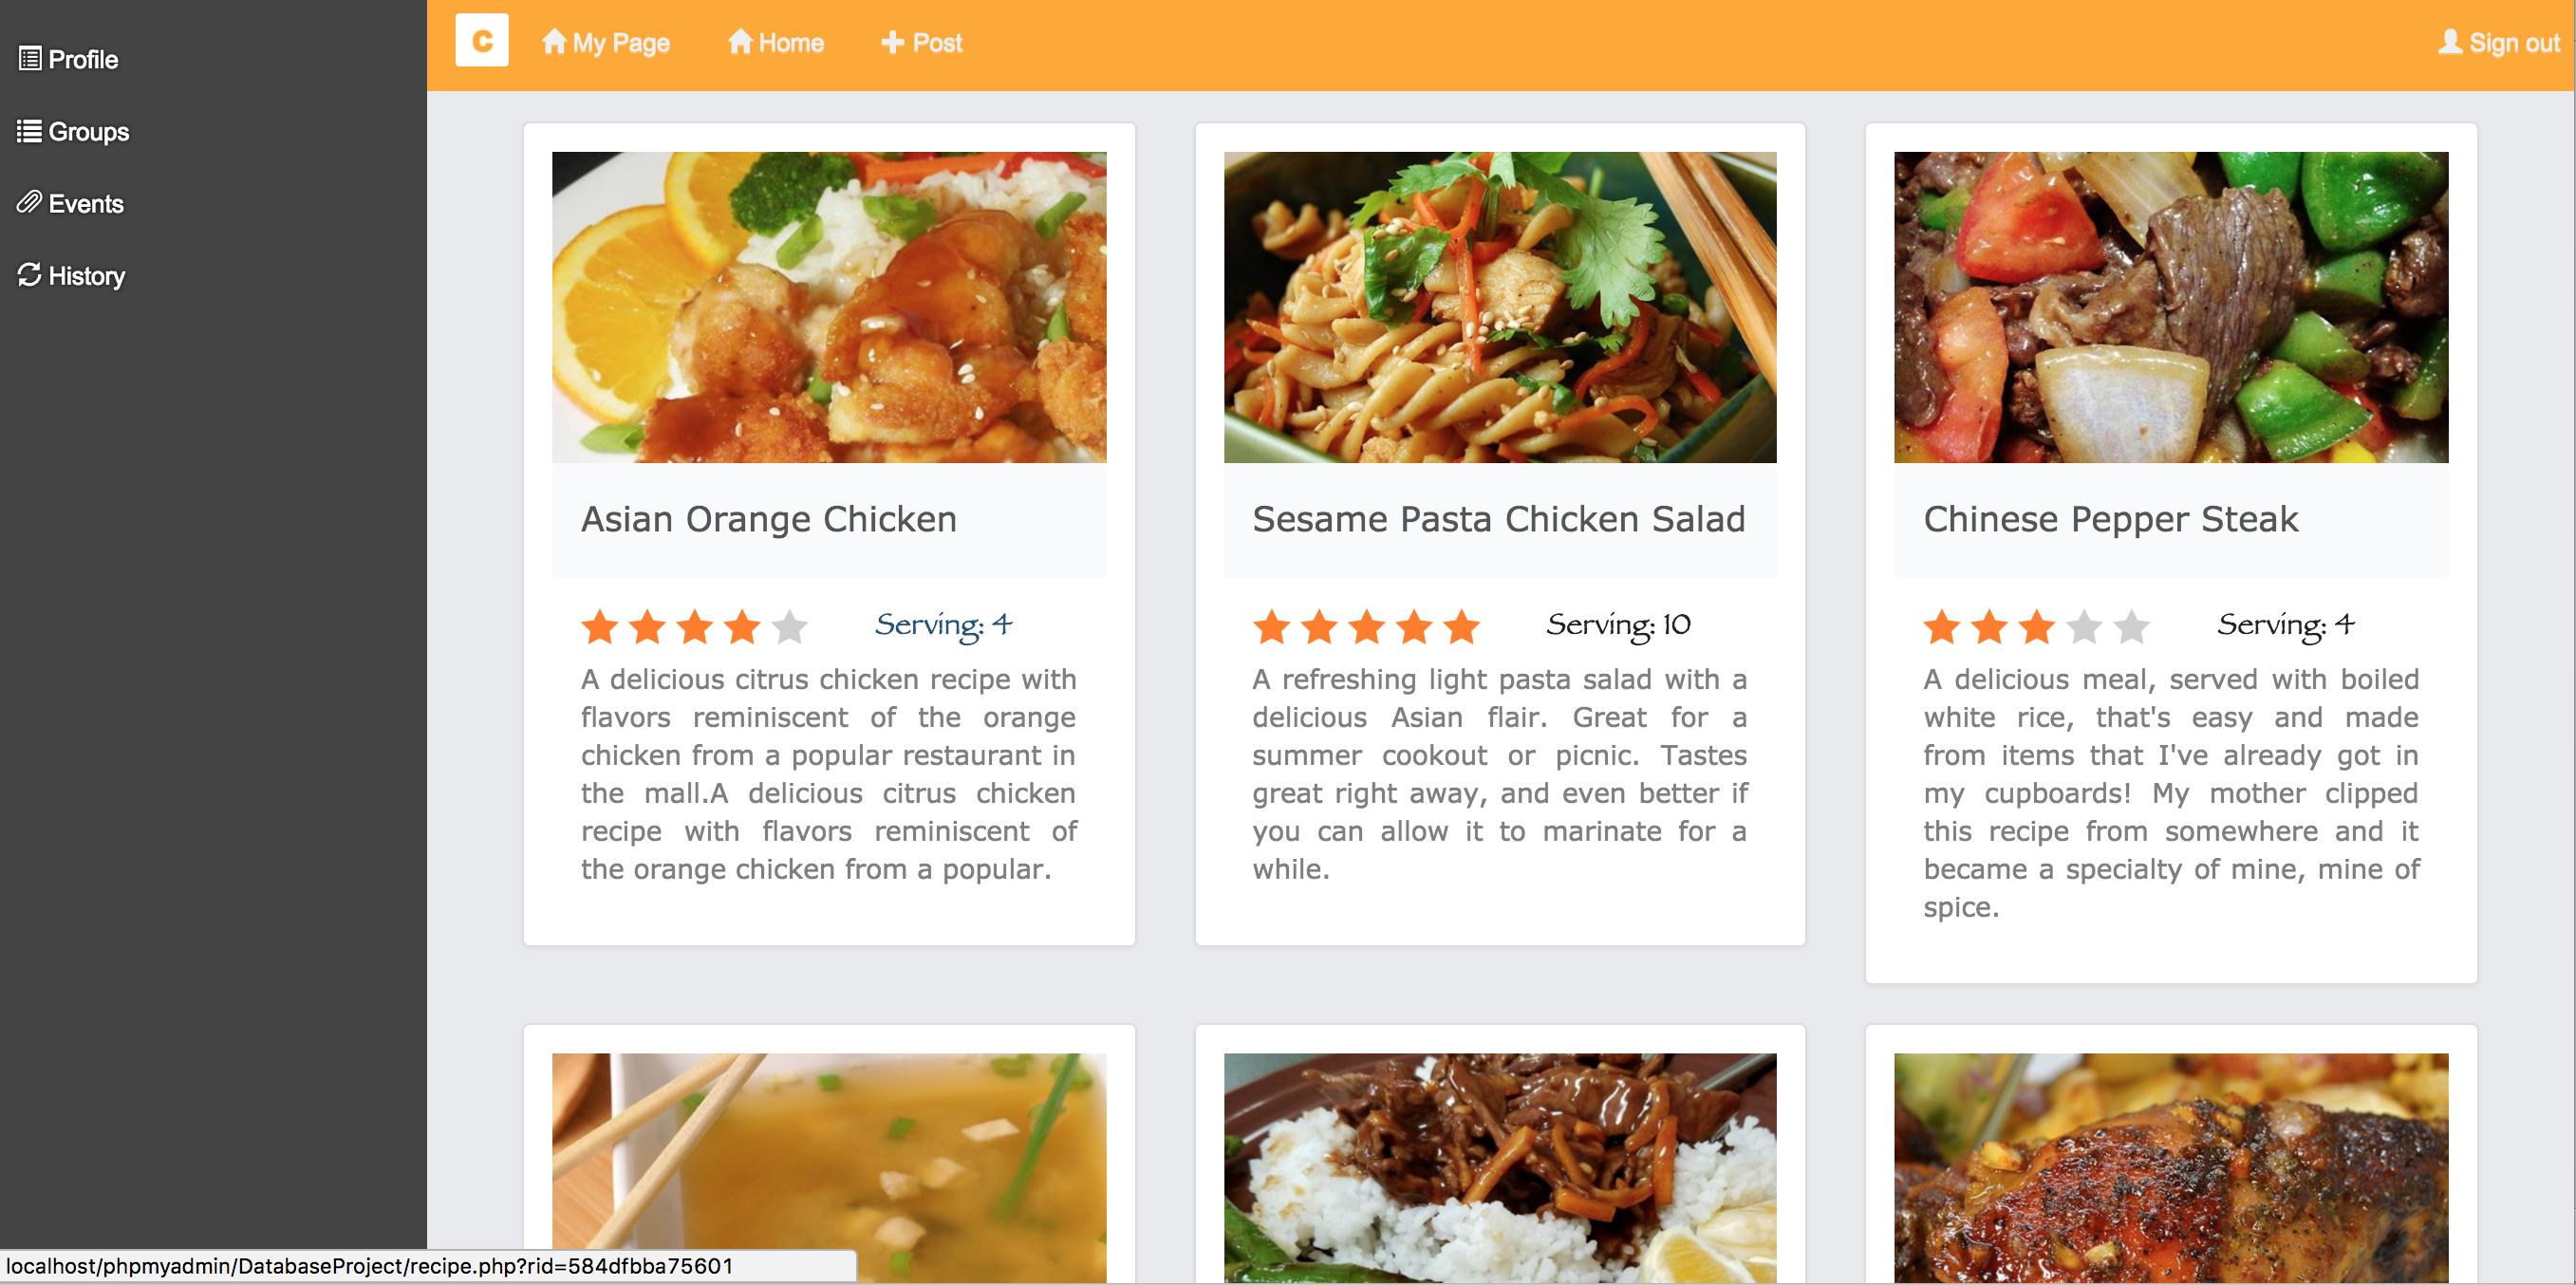 Profile
Groups
Events
History
C
My Page
Home
Post
Sign out
Asian Orange Chicken
Serving: 4
A delicious citrus chicken recipe with
flavors reminiscent of the orange
chicken from a popular restaurant in
the mall.A delicious citrus chicken
recipe with flavors reminiscent of
the orange chicken from a popular.
Sesame Pasta Chicken Salad
Serving: 10
A refreshing light pasta salad with a
delicious Asian flair. Great for a
summer cookout or picnic. Tastes
great right away, and even better if
you can allow it to marinate for a
while.
Chinese Pepper Steak
Serving: 4
A delicious meal, served with boiled
white rice, that's easy and made
from items that I've already got in
my cupboards! My mother clipped
this recipe from somewhere and it
became a specialty of mine, mine of
spice.
localhost/phpmyadmin/DatabaseProject/recipe.php?rid=584dfbba75601